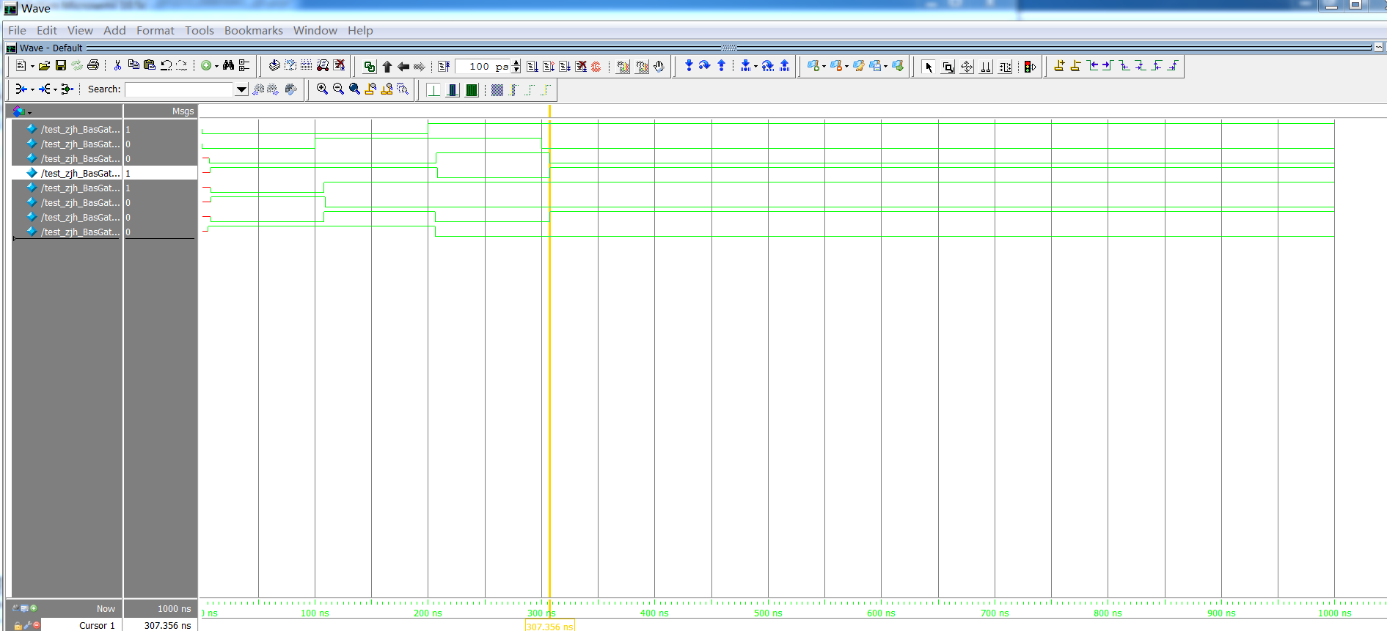 Wave
File Edit View Add Format Tools Bookmarks Window Help
Wave - Default
100 ps
Search:
Msgs
/test_zjh_BasGat... 1
/test_zjh_BasGat... 0
/test_zjh_BasGat... 0
/test_zjh_BasGat... 1
/test_zjh_BasGat... 1
/test_zjh_BasGat... 0
/test_zjh_BasGat... 0
/test_zjh_BasGat... 0
Now 1000 ns
ns 100 ns 200 ns 300 ns 400 ns 500 ns 600 ns 700 ns 800 ns 900 ns 1000 ns
Cursor 1 307.356 ns
307.356 ns